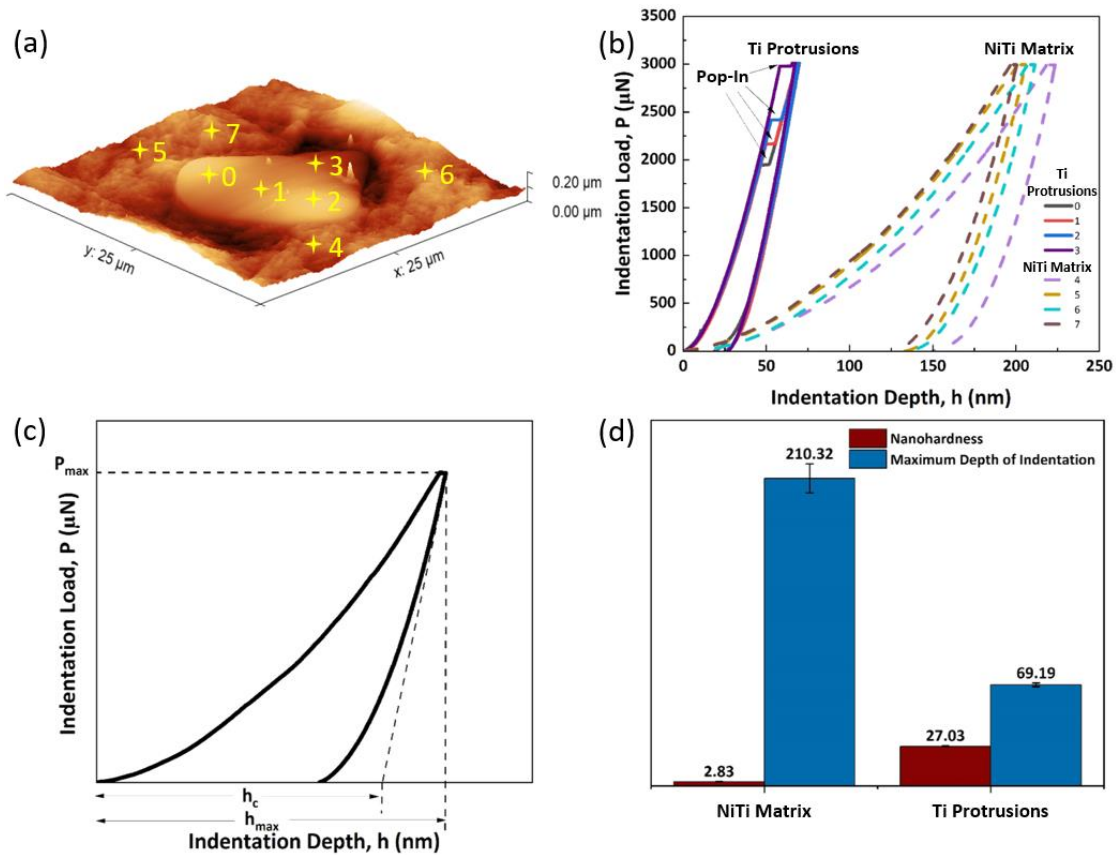 (a)
7
5
3
0
6
1
2
4
0.20 µm
0.00 µm
y: 25 µm
x: 25 µm
(b)
3500
3000
2500
2000
1500
1000
500
0
Indentation Load, P (µN)
Ti Protrusions
NiTi Matrix
Pop-In
Ti
Protrusions
0
1
2
3
NiTi Matrix
4
5
6
7
0
50
100
150
200
250
Indentation Depth, h (nm)
(c)
Pmax
Indentation Load, P (µN)
hc
hmax
Indentation Depth, h (nm)
(d)
Nanohardness
Maximum Depth of Indentation
210.32
69.19
27.03
2.83
NiTi Matrix
Ti Protrusions